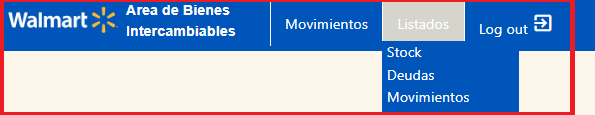 Walmart
Area de Bienes
Intercambiables
Movimientos
Listados
Log out
Stock
Deudas
Movimientos